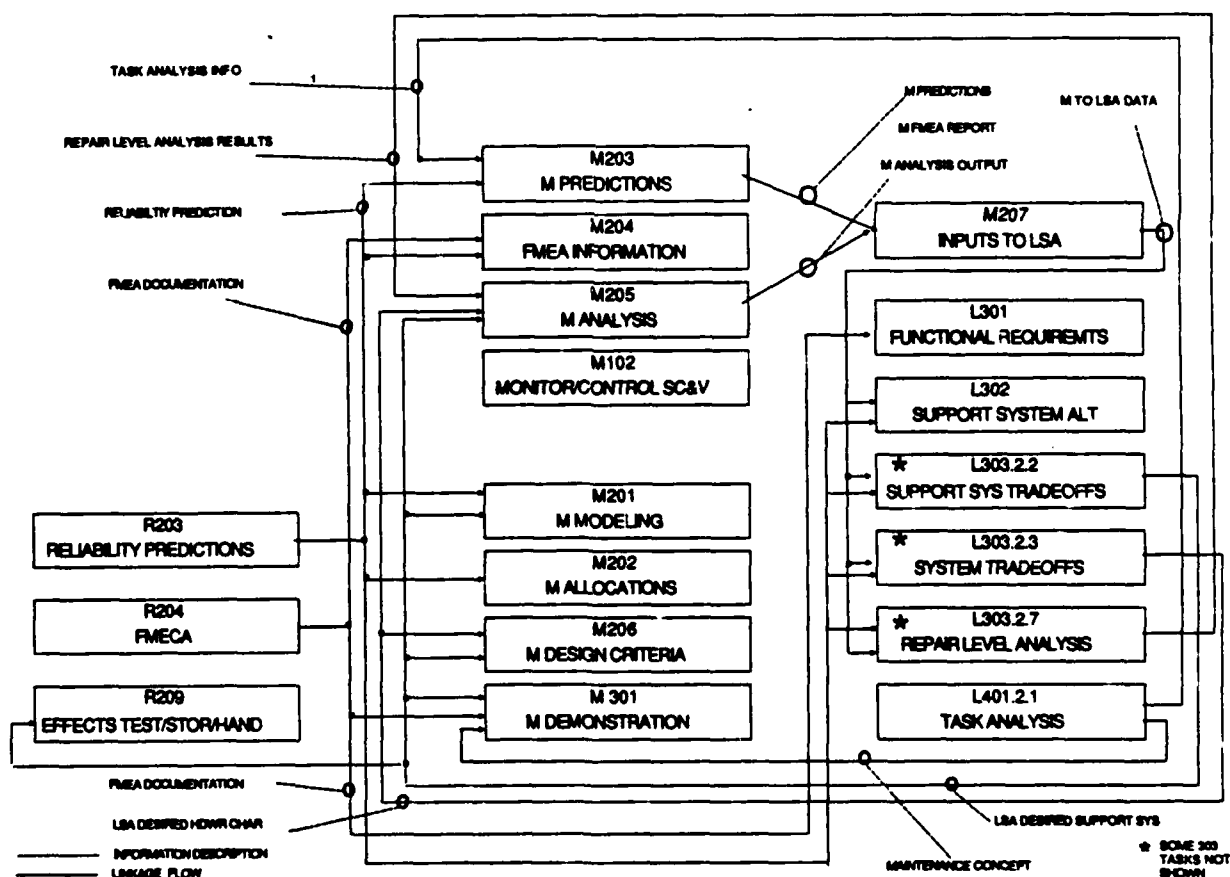 TASK ANALYSIS INFO
1
M PREDICTIONS
M TO LSA DATA
M FMEA REPORT
REPAIR LEVEL ANALYSIS RESULTS
M ANALYSIS OUTPUT
M203
M PREDICTIONS
RELIABILTIY PREDICTION
M204
FMEA INFORMATION
M207
INPUTS TO LSA
FMEA DOCUMENTATION
M205
M ANALYSIS
L301
FUNCTIONAL REQUIREMTS
M102
MONITOR/CONTROL SC&V
L302
SUPPORT SYSTEM ALT
* L303.2.2
SUPPORT SYS TRADEOFFS
M201
M MODELING
R203
RELIABILITY PREDICTIONS
* L303.2.3
SYSTEM TRADEOFFS
M202
M ALLOCATIONS
R204
FMECA
M206
M DESIGN CRITERIA
* L303.2.7
REPAIR LEVEL ANALYSIS
R209
EFFECTS TEST/STOR/HAND
M 301
M DEMONSTRATION
L401.2.1
TASK ANALYSIS
FMEA DOCUMENTATION
LSA DESIRED HDWR CHAR
LSA DESIRED SUPPORT SYS
INFORMATION DESCRIPTION
LINKAGE FLOW
MAINTENANCE CONCEPT
* SOME 303
TASKS NOT
SHOWN